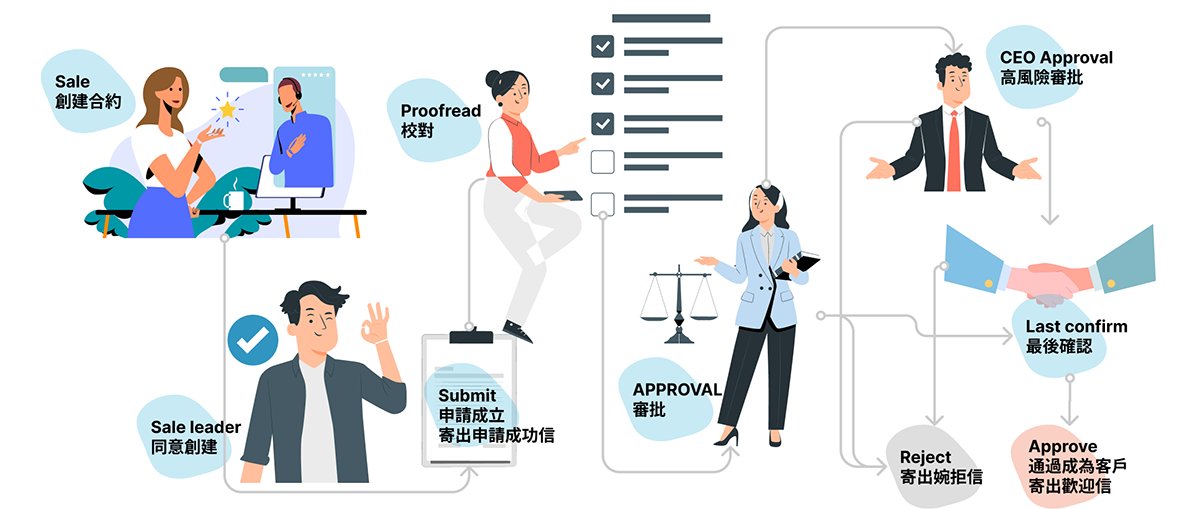 Sale
創建合約
Sale leader
同意創建
Submit
申請成立
寄出申請成功信
Proofread
校對
APPROVAL
審批
CEO Approval
高風險審批
Last confirm
最後確認
Reject
寄出婉拒信
Approve
通過成為客戶
寄出歡迎信